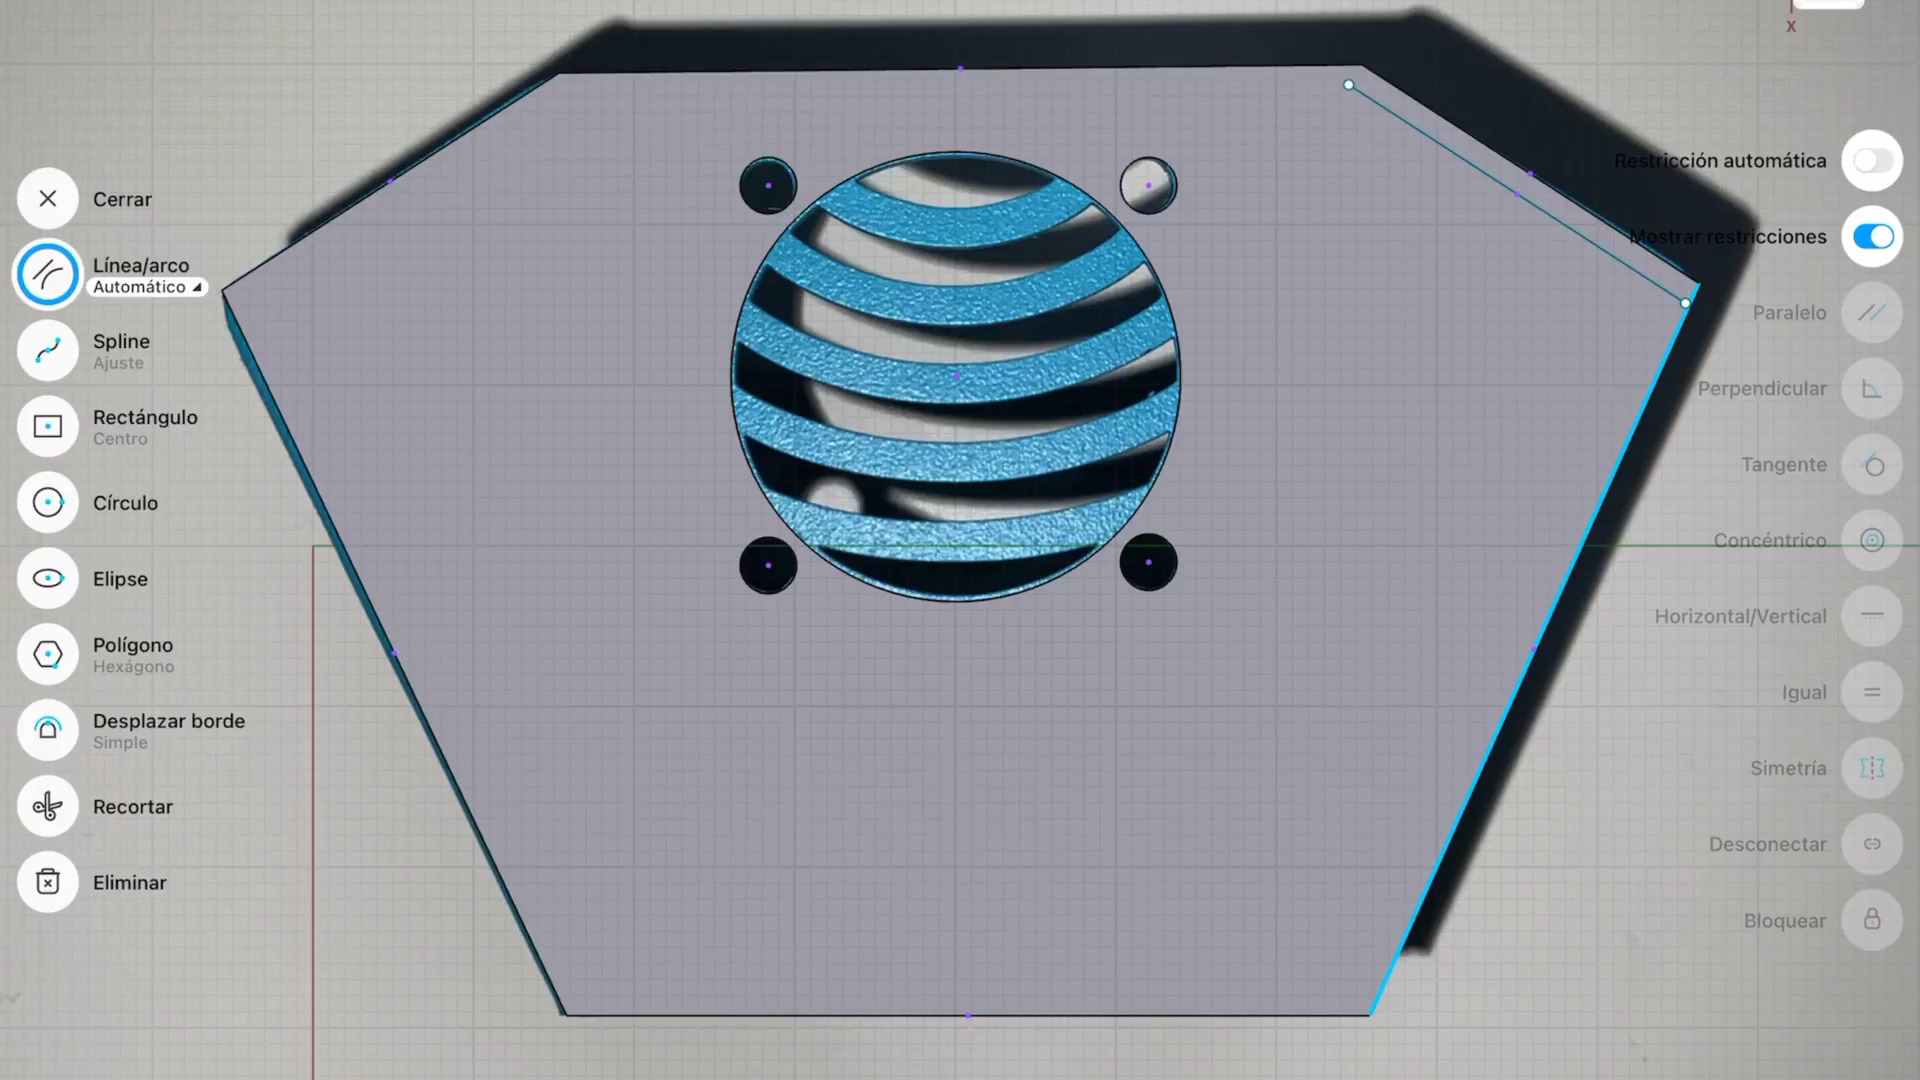 X
Cerrar
Línea/arco
Automático
Spline
Ajuste
Rectángulo
Centro
Círculo
Elipse
Polígono
Hexágono
Desplazar borde
Simple
Recortar
Eliminar
Restricción automática
Mostrar restricciones
Paralelo
Perpendicular
Tangente
Concéntrico
Horizontal/Vertical
Igual
Simetría
Desconectar
Bloquear